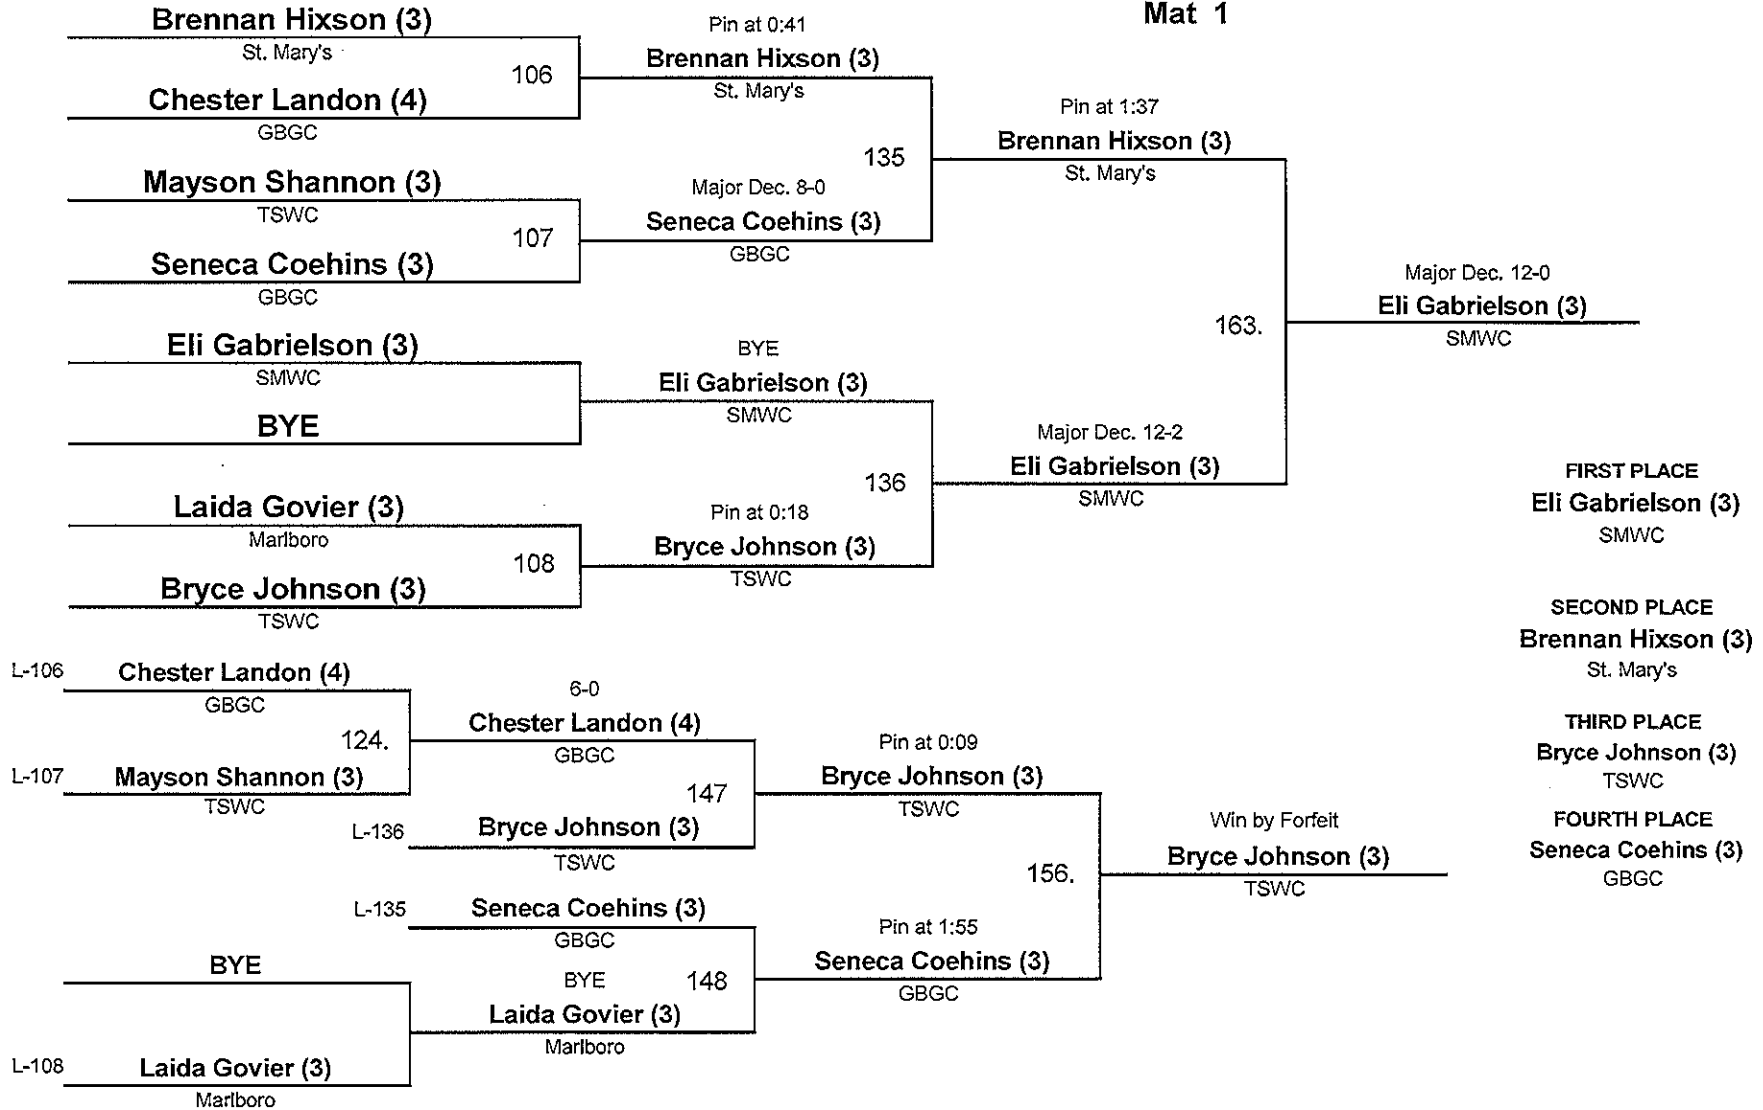 Mat 1
Brennan Hixson (3)
St. Mary's
106
Chester Landon (4)
GBGC
Mayson Shannon (3)
TSWC
107
Seneca Coehins (3)
GBGC
Eli Gabrielson (3)
SMWC
BYE
Laida Govier (3)
Marlboro
108
Bryce Johnson (3)
TSWC
Pin at 0:41
Brennan Hixson (3)
St. Mary's
135
Major Dec. 8-0
Seneca Coehins (3)
GBGC
BYE
Eli Gabrielson (3)
SMWC
136
Pin at 0:18
Bryce Johnson (3)
TSWC
Pin at 1:37
Brennan Hixson (3)
St. Mary's
163.
Major Dec. 12-2
Eli Gabrielson (3)
SMWC
Major Dec. 12-0
Eli Gabrielson (3)
SMWC
FIRST PLACE
Eli Gabrielson (3)
SMWC
SECOND PLACE
Brennan Hixson (3)
St. Mary's
THIRD PLACE
Bryce Johnson (3)
TSWC
FOURTH PLACE
Seneca Coehins (3)
GBGC
L-106
Chester Landon (4)
GBGC
124.
L-107
Mayson Shannon (3)
TSWC
BYE
L-108
Laida Govier (3)
Marlboro
6-0
Chester Landon (4)
GBGC
147
L-136
Bryce Johnson (3)
TSWC
L-135
Seneca Coehins (3)
GBGC
148
BYE
Laida Govier (3)
Marlboro
Pin at 0:09
Bryce Johnson (3)
TSWC
156.
Pin at 1:55
Seneca Coehins (3)
GBGC
Win by Forfeit
Bryce Johnson (3)
TSWC